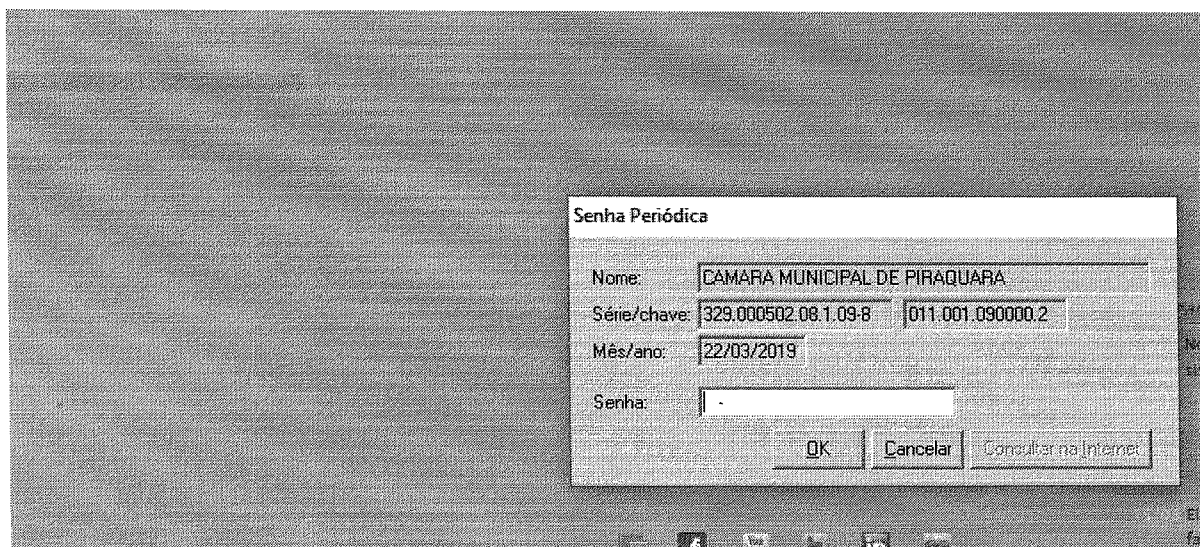 Senha Periódica
Nome: CAMARA MUNICIPAL DE PIRAQUARA
Série/chave: 329.000502.08.1.09-8 011.001.090000.2
Mês/ano: 22/03/2019
Senha: -
OK Cancelar Consultar na Internet